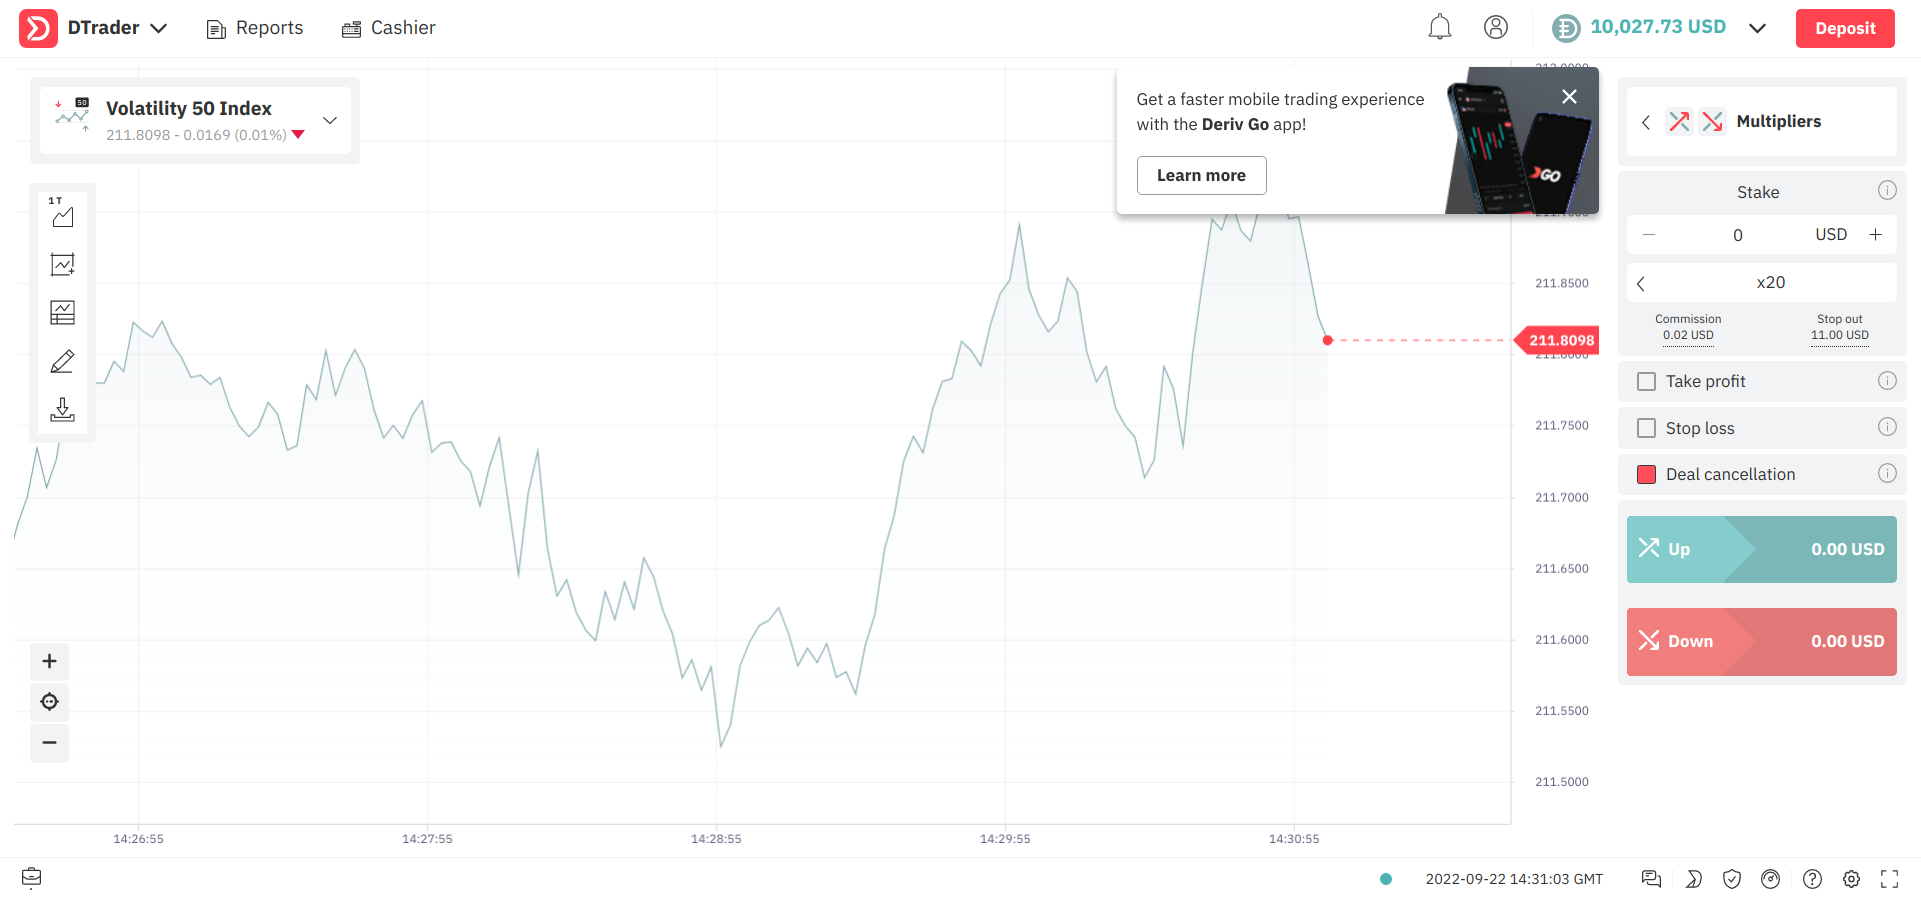 DTrader
Reports
Cashier
10,027.73 USD
Deposit
50
Volatility 50 Index
211.8098 - 0.0169 (0.01%)
1T
Get a faster mobile trading experience
with the Deriv Go app!
Learn more
GO
211.8500
211.8098
211.8000
211.7500
211.7000
211.6500
211.6000
211.5500
211.5000
14:26:55
14:27:55
14:28:55
14:29:55
14:30:55
Multipliers
Stake
0
USD
x20
Commission
0.02 USD
Stop out
11.00 USD
Take profit
Stop loss
Deal cancellation
Up
0.00 USD
Down
0.00 USD
2022-09-22 14:31:03 GMT